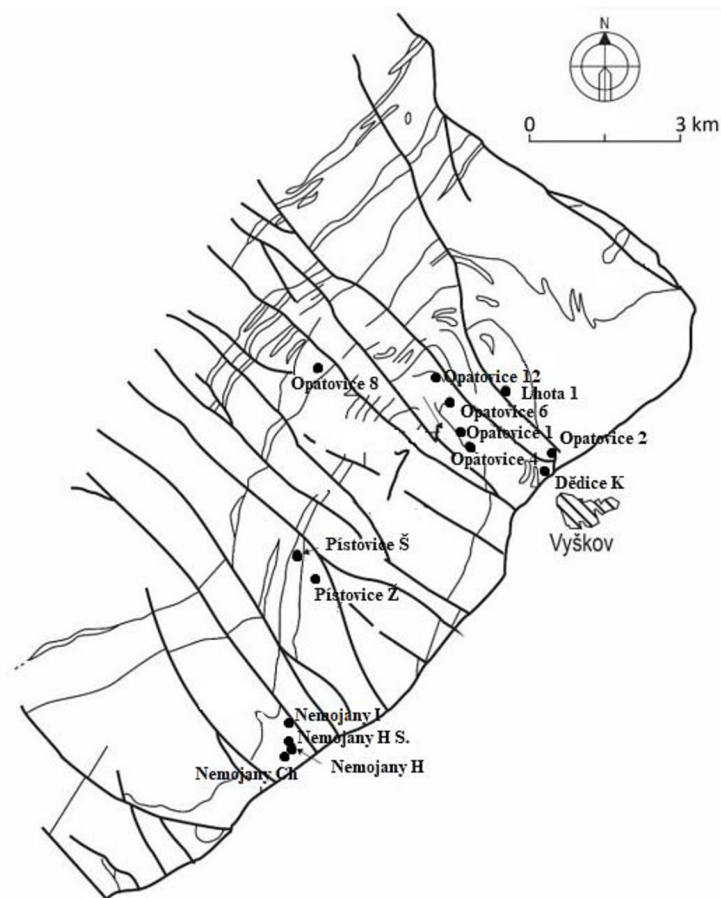 N
0 3 km
Opatovice 8
Opatovice 12
Lhota 1
Opatovice 6
Opatovice 1
Opatovice 2
Opatovice 4
Dědice K
Vyškov
Pístovice Š
Pístovice Ž
Nemojany I
Nemojany H S.
Nemojany H
Nemojany Ch